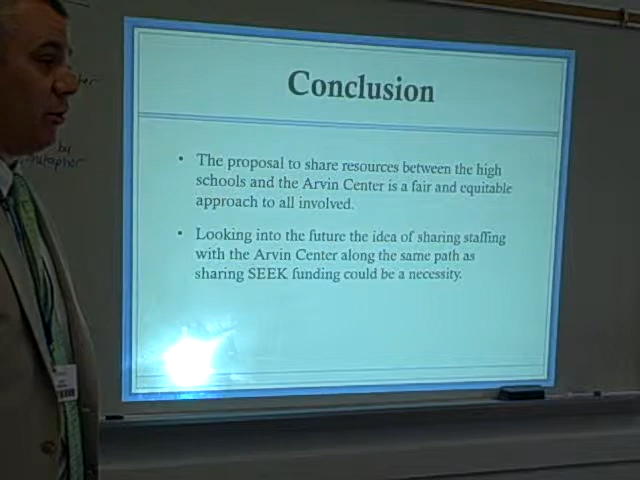 Conclusion
• The proposal to share resources between the high
schools and the Arvin Center is a fair and equitable
approach to all involved.
• Looking into the future the idea of sharing staffing
with the Arvin Center along the same path as
sharing SEEK funding could be a necessity.
by